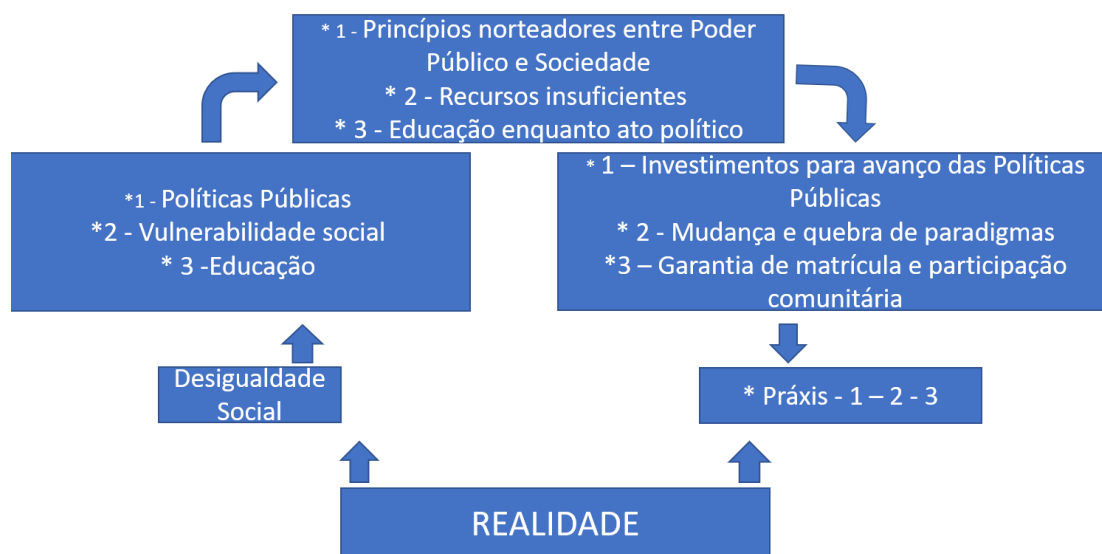 * 1 - Princípios norteadores entre Poder
Público e Sociedade
* 2 - Recursos insuficientes
* 3 - Educação enquanto ato político
*1 - Políticas Públicas
*2 - Vulnerabilidade social
* 3 -Educação
* 1 – Investimentos para avanço das Políticas
Públicas
* 2 - Mudança e quebra de paradigmas
*3 – Garantia de matrícula e participação
comunitária
Desigualdade
Social
* Práxis - 1 – 2 - 3
REALIDADE